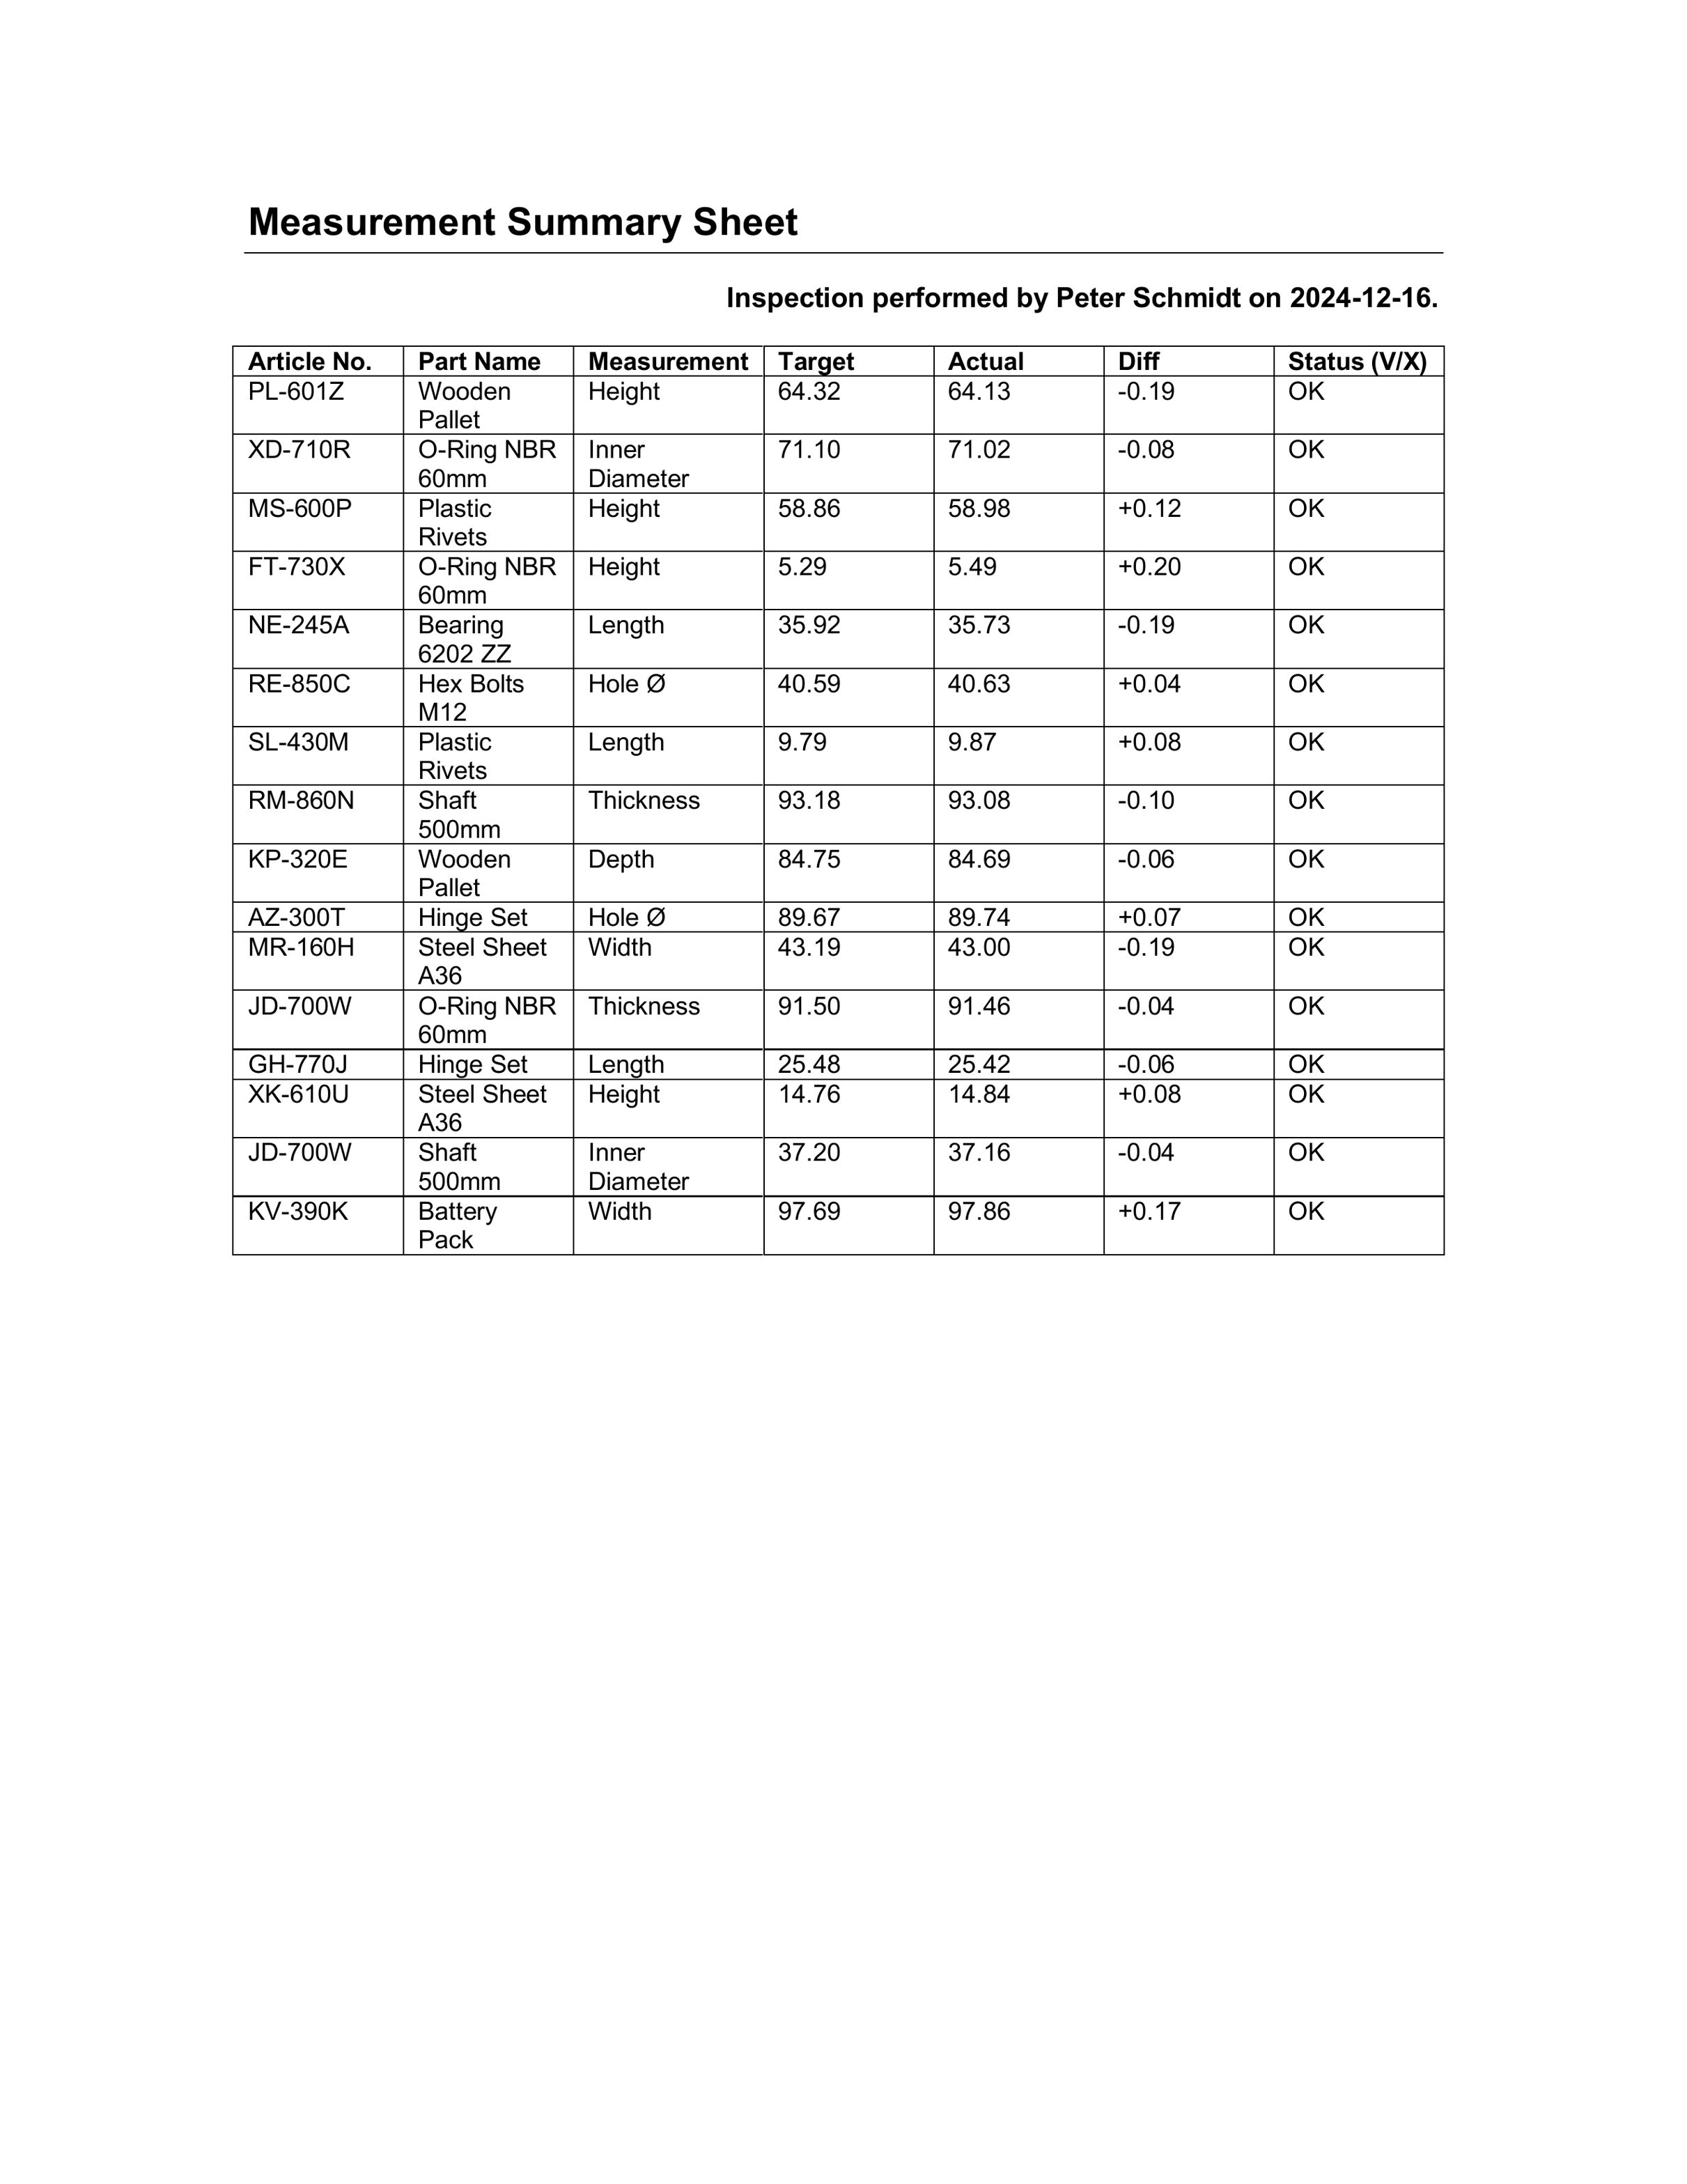 Measurement Summary Sheet
Inspection performed by Peter Schmidt on 2024-12-16.
Article No. Part Name Measurement Target Actual Diff Status (V/X)
PL-601Z Wooden Height 64.32 64.13 -0.19 OK
Pallet
XD-710R O-Ring NBR Inner 71.10 71.02 -0.08 OK
60mm Diameter
MS-600P Plastic Height 58.86 58.98 +0.12 OK
Rivets
FT-730X O-Ring NBR Height 5.29 5.49 +0.20 OK
60mm
NE-245A Bearing Length 35.92 35.73 -0.19 OK
6202 ZZ
RE-850C Hex Bolts Hole Ø 40.59 40.63 +0.04 OK
M12
SL-430M Plastic Length 9.79 9.87 +0.08 OK
Rivets
RM-860N Shaft Thickness 93.18 93.08 -0.10 OK
500mm
KP-320E Wooden Depth 84.75 84.69 -0.06 OK
Pallet
AZ-300T Hinge Set Hole Ø 89.67 89.74 +0.07 OK
MR-160H Steel Sheet Width 43.19 43.00 -0.19 OK
A36
JD-700W O-Ring NBR Thickness 91.50 91.46 -0.04 OK
60mm
GH-770J Hinge Set Length 25.48 25.42 -0.06 OK
XK-610U Steel Sheet Height 14.76 14.84 +0.08 OK
A36
JD-700W Shaft Inner 37.20 37.16 -0.04 OK
500mm Diameter
KV-390K Battery Width 97.69 97.86 +0.17 OK
Pack